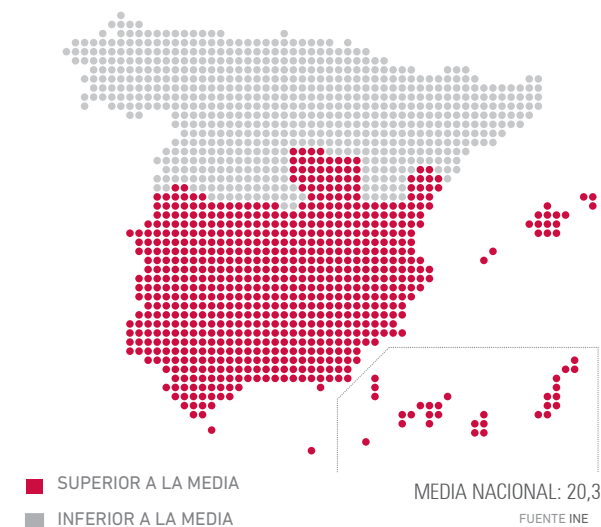 SUPERIOR A LA MEDIA
MEDIA NACIONAL: 20,3
INFERIOR A LA MEDIA
FUENTE INE